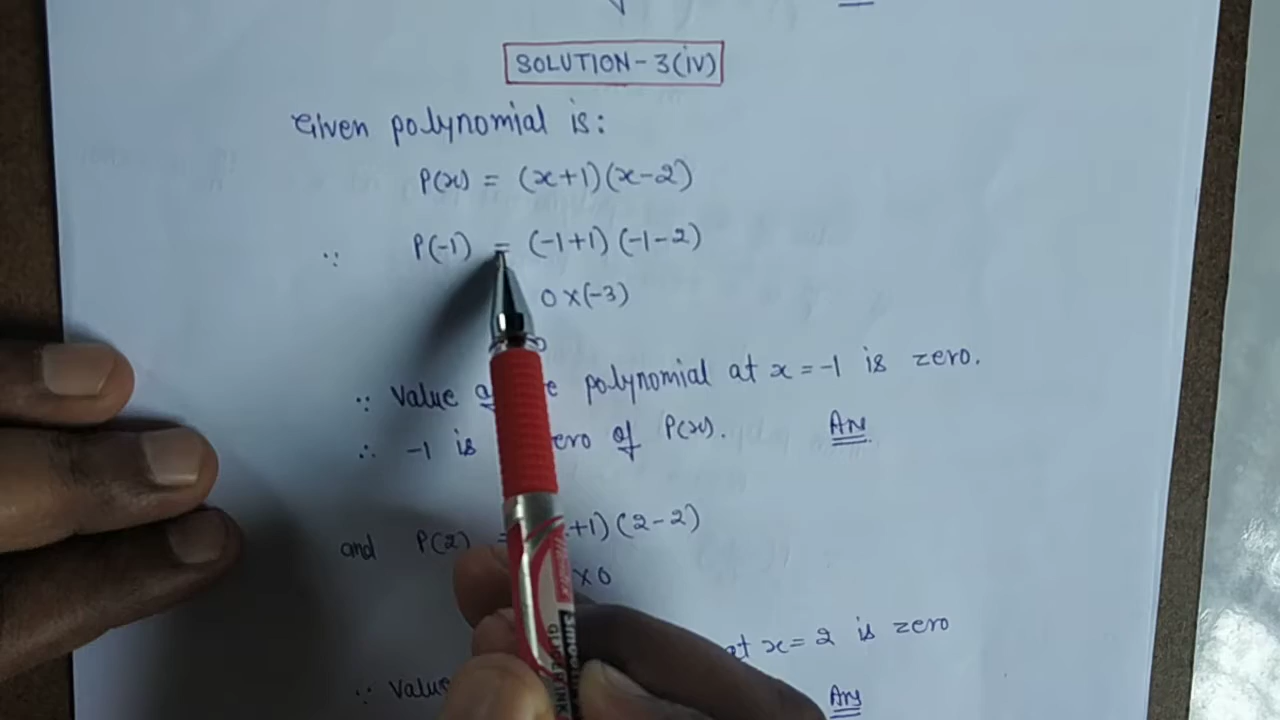 SOLUTION - 3(iv)
Given polynomial is:
P(x) = (x+1)(x-2)
∵ P(-1) = (-1+1)(-1-2)
0×(-3)
∵ Value polynomial at x = -1 is zero.
∴ -1 is of P(x). Ans
and P(2) +1)(2-2)
×0
at x = 2 is zero
∵ Value Ans